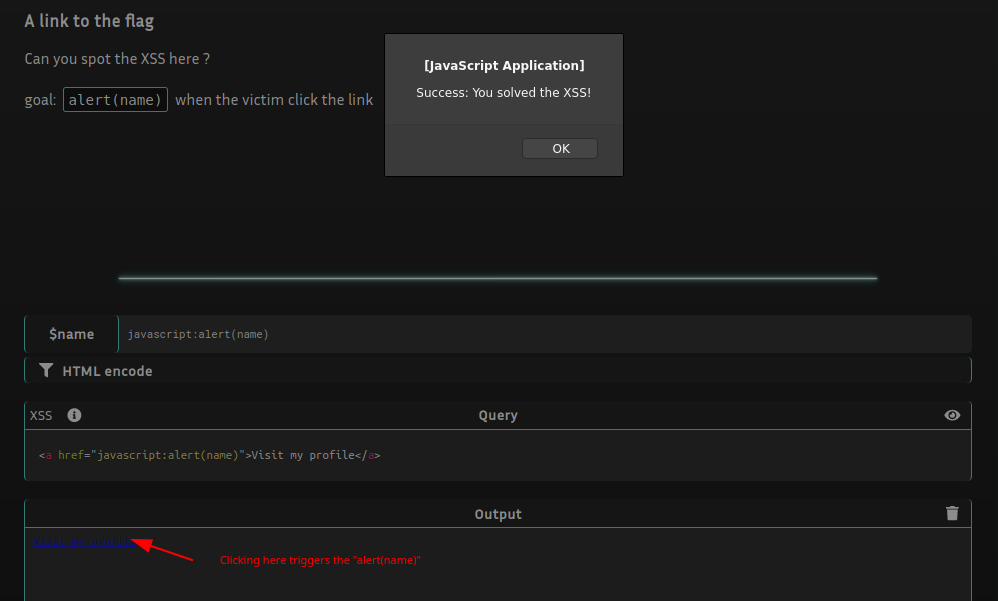 A link to the flag
Can you spot the XSS here ?
goal: alert(name) when the victim click the link
[JavaScript Application]
Success: You solved the XSS!
OK
$name javascript:alert(name)
HTML encode
XSS Query
<a href="javascript:alert(name)">Visit my profile</a>
Output
Visit my profile
Clicking here triggers the "alert(name)"